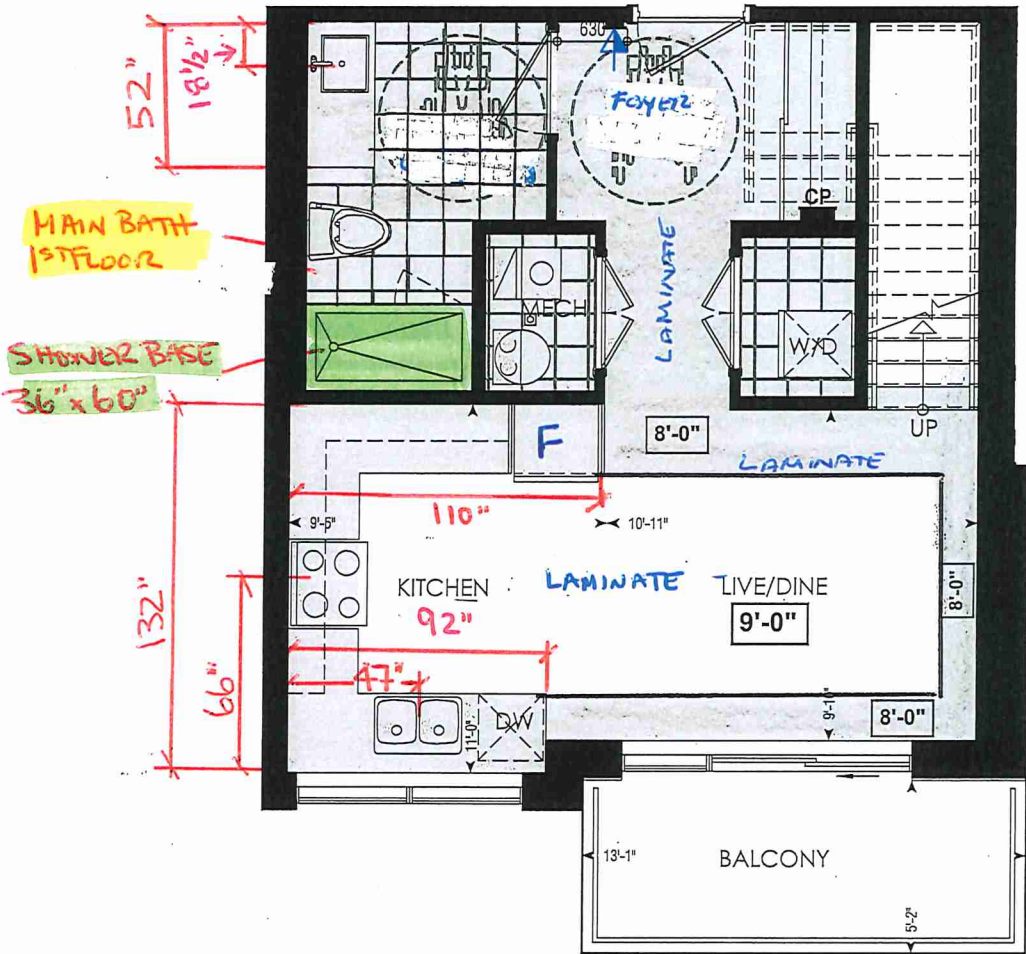 52"
18½"
630
FOYER
MAIN BATH
1ST FLOOR
CP
LAMINATE
MECH
W/D
SHOWER BASE
36" x 60"
F
8'-0"
UP
LAMINATE
110"
9'-5"
10'-11"
132"
KITCHEN
LAMINATE
LIVE/DINE
92"
9'-0"
8'-0"
66"
47"
DW
11'-0"
9'-10"
8'-0"
13'-1"
BALCONY
5'-2"